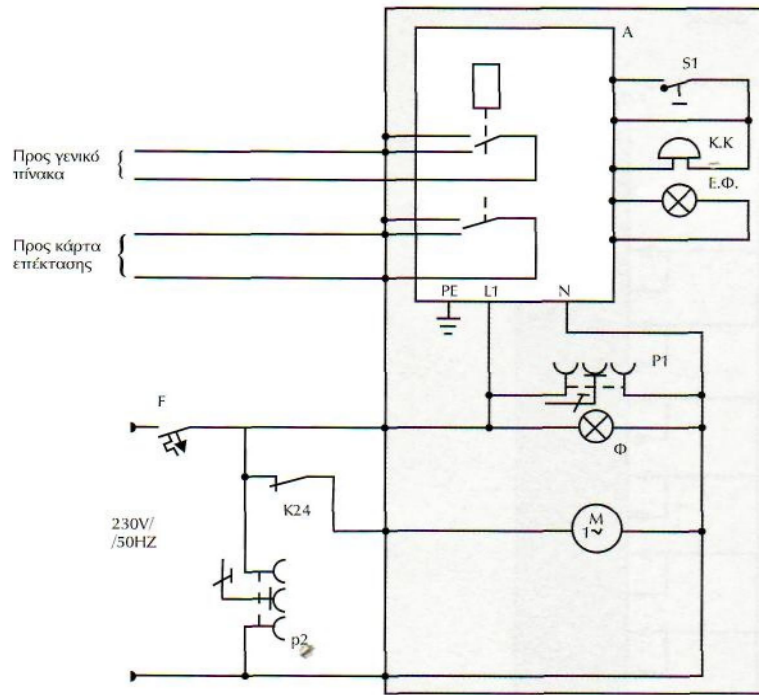 A
S1
Προς γενικό
πίνακα
K.K
Ε.Φ.
Προς κάρτα
επέκτασης
PE
L1
N
P1
F
Φ
K24
230V/
/50HZ
M
1~
p2